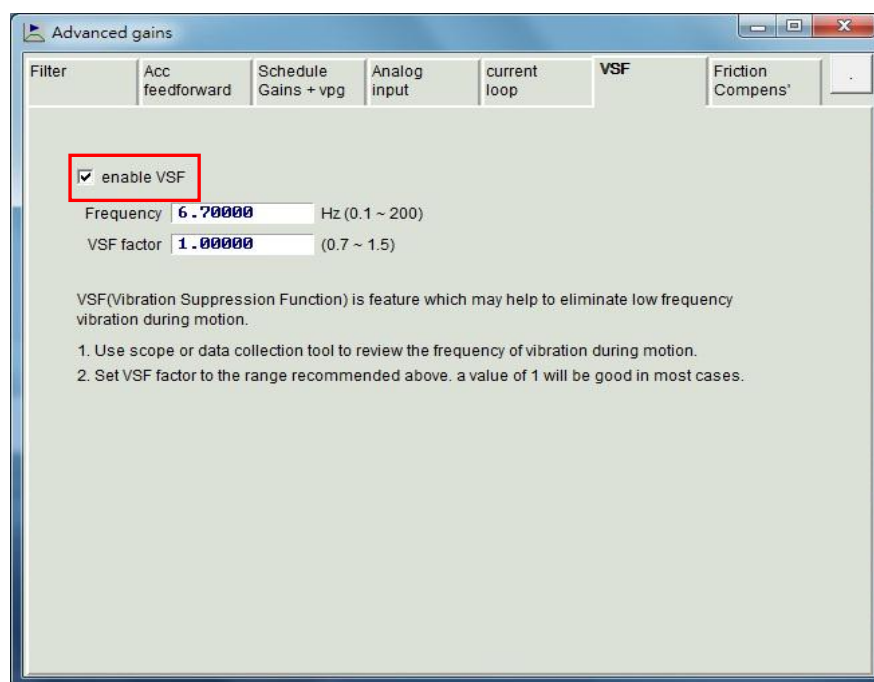 Advanced gains
Filter
Acc
feedforward
Schedule
Gains + vpg
Analog
input
current
loop
VSF
Friction
Compens'
.
enable VSF
Frequency 6.70000 Hz (0.1 ~ 200)
VSF factor 1.00000 (0.7 ~ 1.5)
VSF(Vibration Suppression Function) is feature which may help to eliminate low frequency
vibration during motion.
1. Use scope or data collection tool to review the frequency of vibration during motion.
2. Set VSF factor to the range recommended above. a value of 1 will be good in most cases.